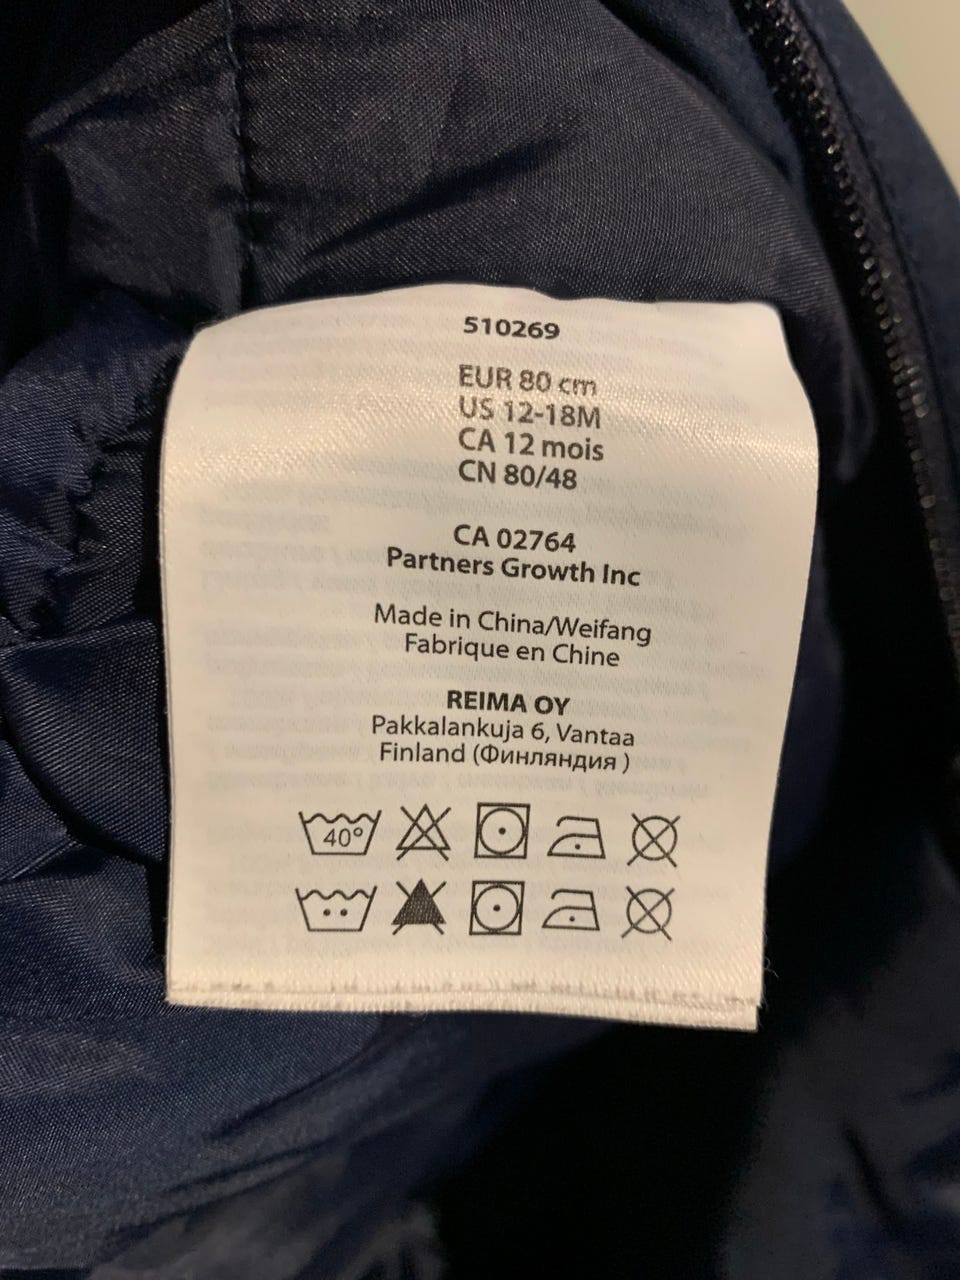 510269
EUR 80 cm
US 12-18M
CA 12 mois
CN 80/48
CA 02764
Partners Growth Inc
Made in China/Weifang
Fabrique en Chine
REIMA OY
Pakkalankuja 6, Vantaa
Finland (Финляндия )
40°